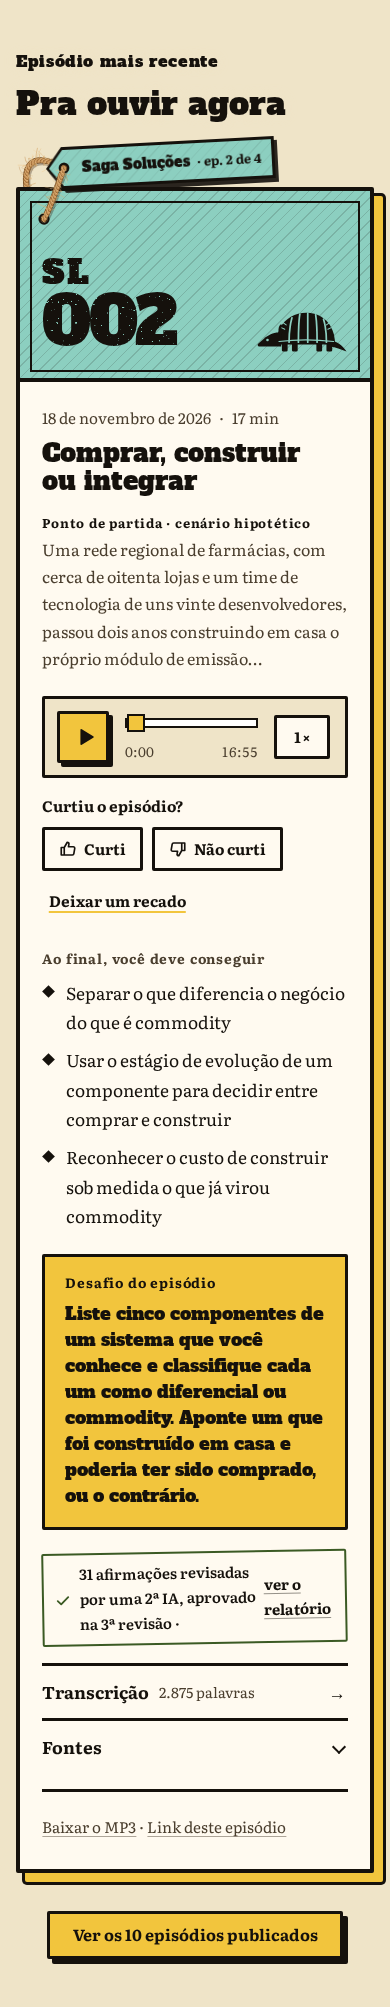 Episódio mais recente
Pra ouvir agora
Saga Soluções · ep. 2 de 4
SL
002
18 de novembro de 2026 · 17 min
Comprar, construir
ou integrar
Ponto de partida · cenário hipotético
Uma rede regional de farmácias, com
cerca de oitenta lojas e um time de
tecnologia de uns vinte desenvolvedores,
passou dois anos construindo em casa o
próprio módulo de emissão…
0:00 16:55
1×
Curtiu o episódio?
Curti
Não curti
Deixar um recado
Ao final, você deve conseguir
◆ Separar o que diferencia o negócio
do que é commodity
◆ Usar o estágio de evolução de um
componente para decidir entre
comprar e construir
◆ Reconhecer o custo de construir
sob medida o que já virou
commodity
Desafio do episódio
Liste cinco componentes de
um sistema que você
conhece e classifique cada
um como diferencial ou
commodity. Aponte um que
foi construído em casa e
poderia ter sido comprado,
ou o contrário.
31 afirmações revisadas
por uma 2ª IA, aprovado
na 3ª revisão ·
ver o
relatório
Transcrição 2.875 palavras →
Fontes
Baixar o MP3 · Link deste episódio
Ver os 10 episódios publicados